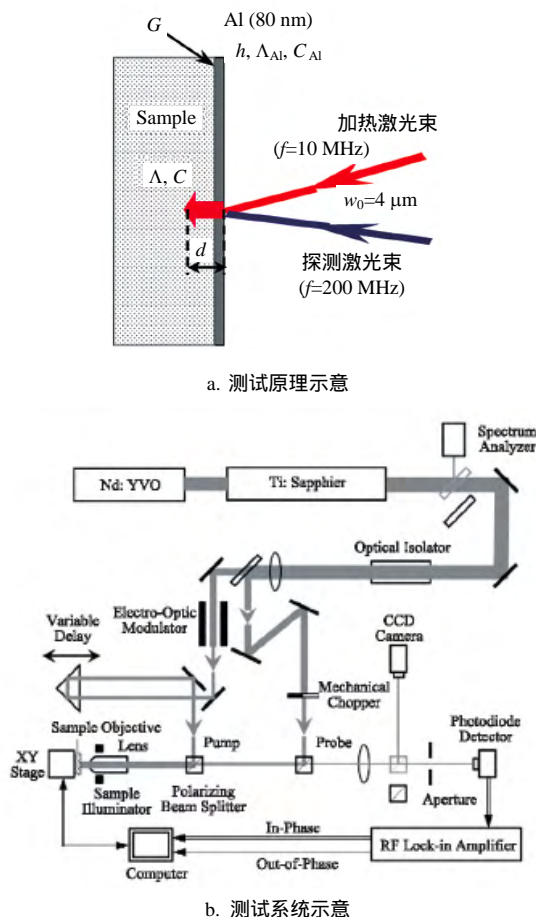 G
Al (80 nm)
h, Λ_Al, C_Al
Sample
加热激光束
(f=10 MHz)
Λ, C
w₀=4 μm
d
探测激光束
(f=200 MHz)
a. 测试原理示意
Spectrum
Analyzer
Nd: YVO
Ti: Sapphier
Optical Isolator
Electro-Optic
Modulator
Variable
Delay
CCD
Camera
Mechanical
Chopper
Photodiode
Detector
Sample Objective
Lens
Pump
Probe
XY
Stage
Sample
Illuminator
Polarizing
Beam Splitter
Aperture
In-Phase
Out-of-Phase
Computer
RF Lock-in Amplifier
b. 测试系统示意